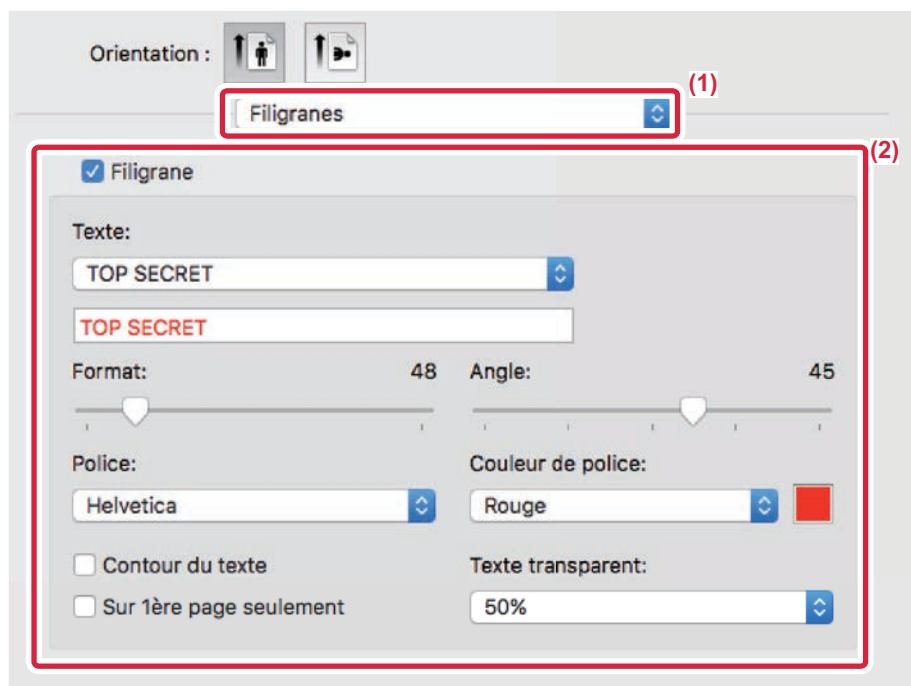 Orientation :
(1)
Filigranes
(2)
Filigrane
Texte:
TOP SECRET
TOP SECRET
Format: 48 Angle: 45
Police: Couleur de police:
Helvetica Rouge
Contour du texte Texte transparent:
Sur 1ère page seulement 50%